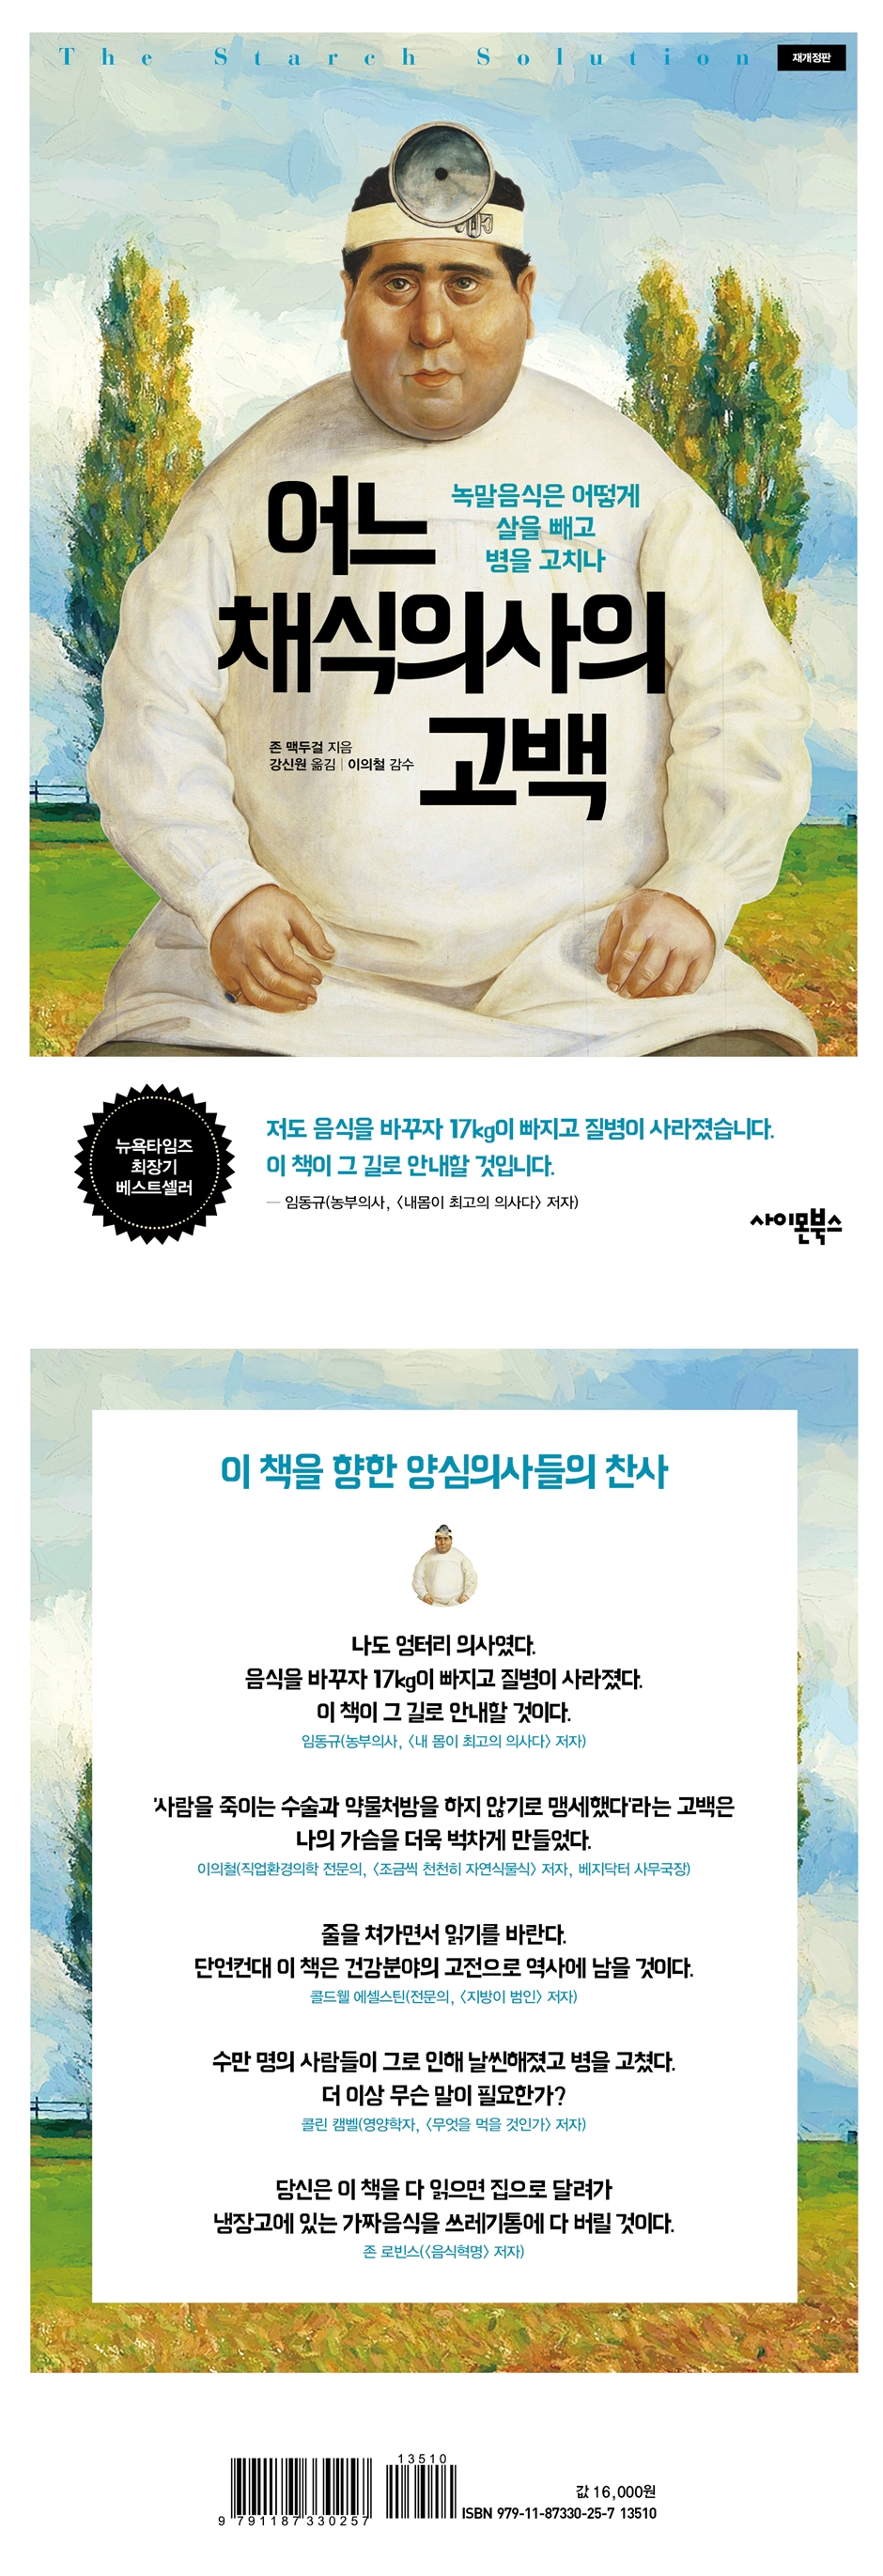 The Starch Solution
재개정판
어느
녹말음식은 어떻게
살을 빼고
병을 고치나
채식의사의
고백
존 맥두걸 지음
강신원 옮김 | 이의철 감수
뉴욕타임즈
최장기
베스트셀러
저도 음식을 바꾸자 17kg이 빠지고 질병이 사라졌습니다.
이 책이 그 길로 안내할 것입니다.
— 임동규(농부의사, 〈내몸이 최고의 의사다〉 저자)
사이몬북스
이 책을 향한 양심의사들의 찬사
나도 엉터리 의사였다.
음식을 바꾸자 17kg이 빠지고 질병이 사라졌다.
이 책이 그 길로 안내할 것이다.
임동규(농부의사, 〈내 몸이 최고의 의사다〉 저자)
'사람을 죽이는 수술과 약물처방을 하지 않기로 맹세했다'라는 고백은
나의 가슴을 더욱 벅차게 만들었다.
이의철(직업환경의학 전문의, 〈조금씩 천천히 자연식물식〉 저자, 베지닥터 사무국장)
줄을 쳐가면서 읽기를 바란다.
단언컨대 이 책은 건강분야의 고전으로 역사에 남을 것이다.
콜드웰 에셀스틴(전문의, 〈지방이 범인〉 저자)
수만 명의 사람들이 그로 인해 날씬해졌고 병을 고쳤다.
더 이상 무슨 말이 필요한가?
콜린 캠벨(영양학자, 〈무엇을 먹을 것인가〉 저자)
당신은 이 책을 다 읽으면 집으로 달려가
냉장고에 있는 가짜음식을 쓰레기통에 다 버릴 것이다.
존 로빈스(〈음식혁명〉 저자)
13510
9 791187 330257
값 16,000원
ISBN 979-11-87330-25-7 13510